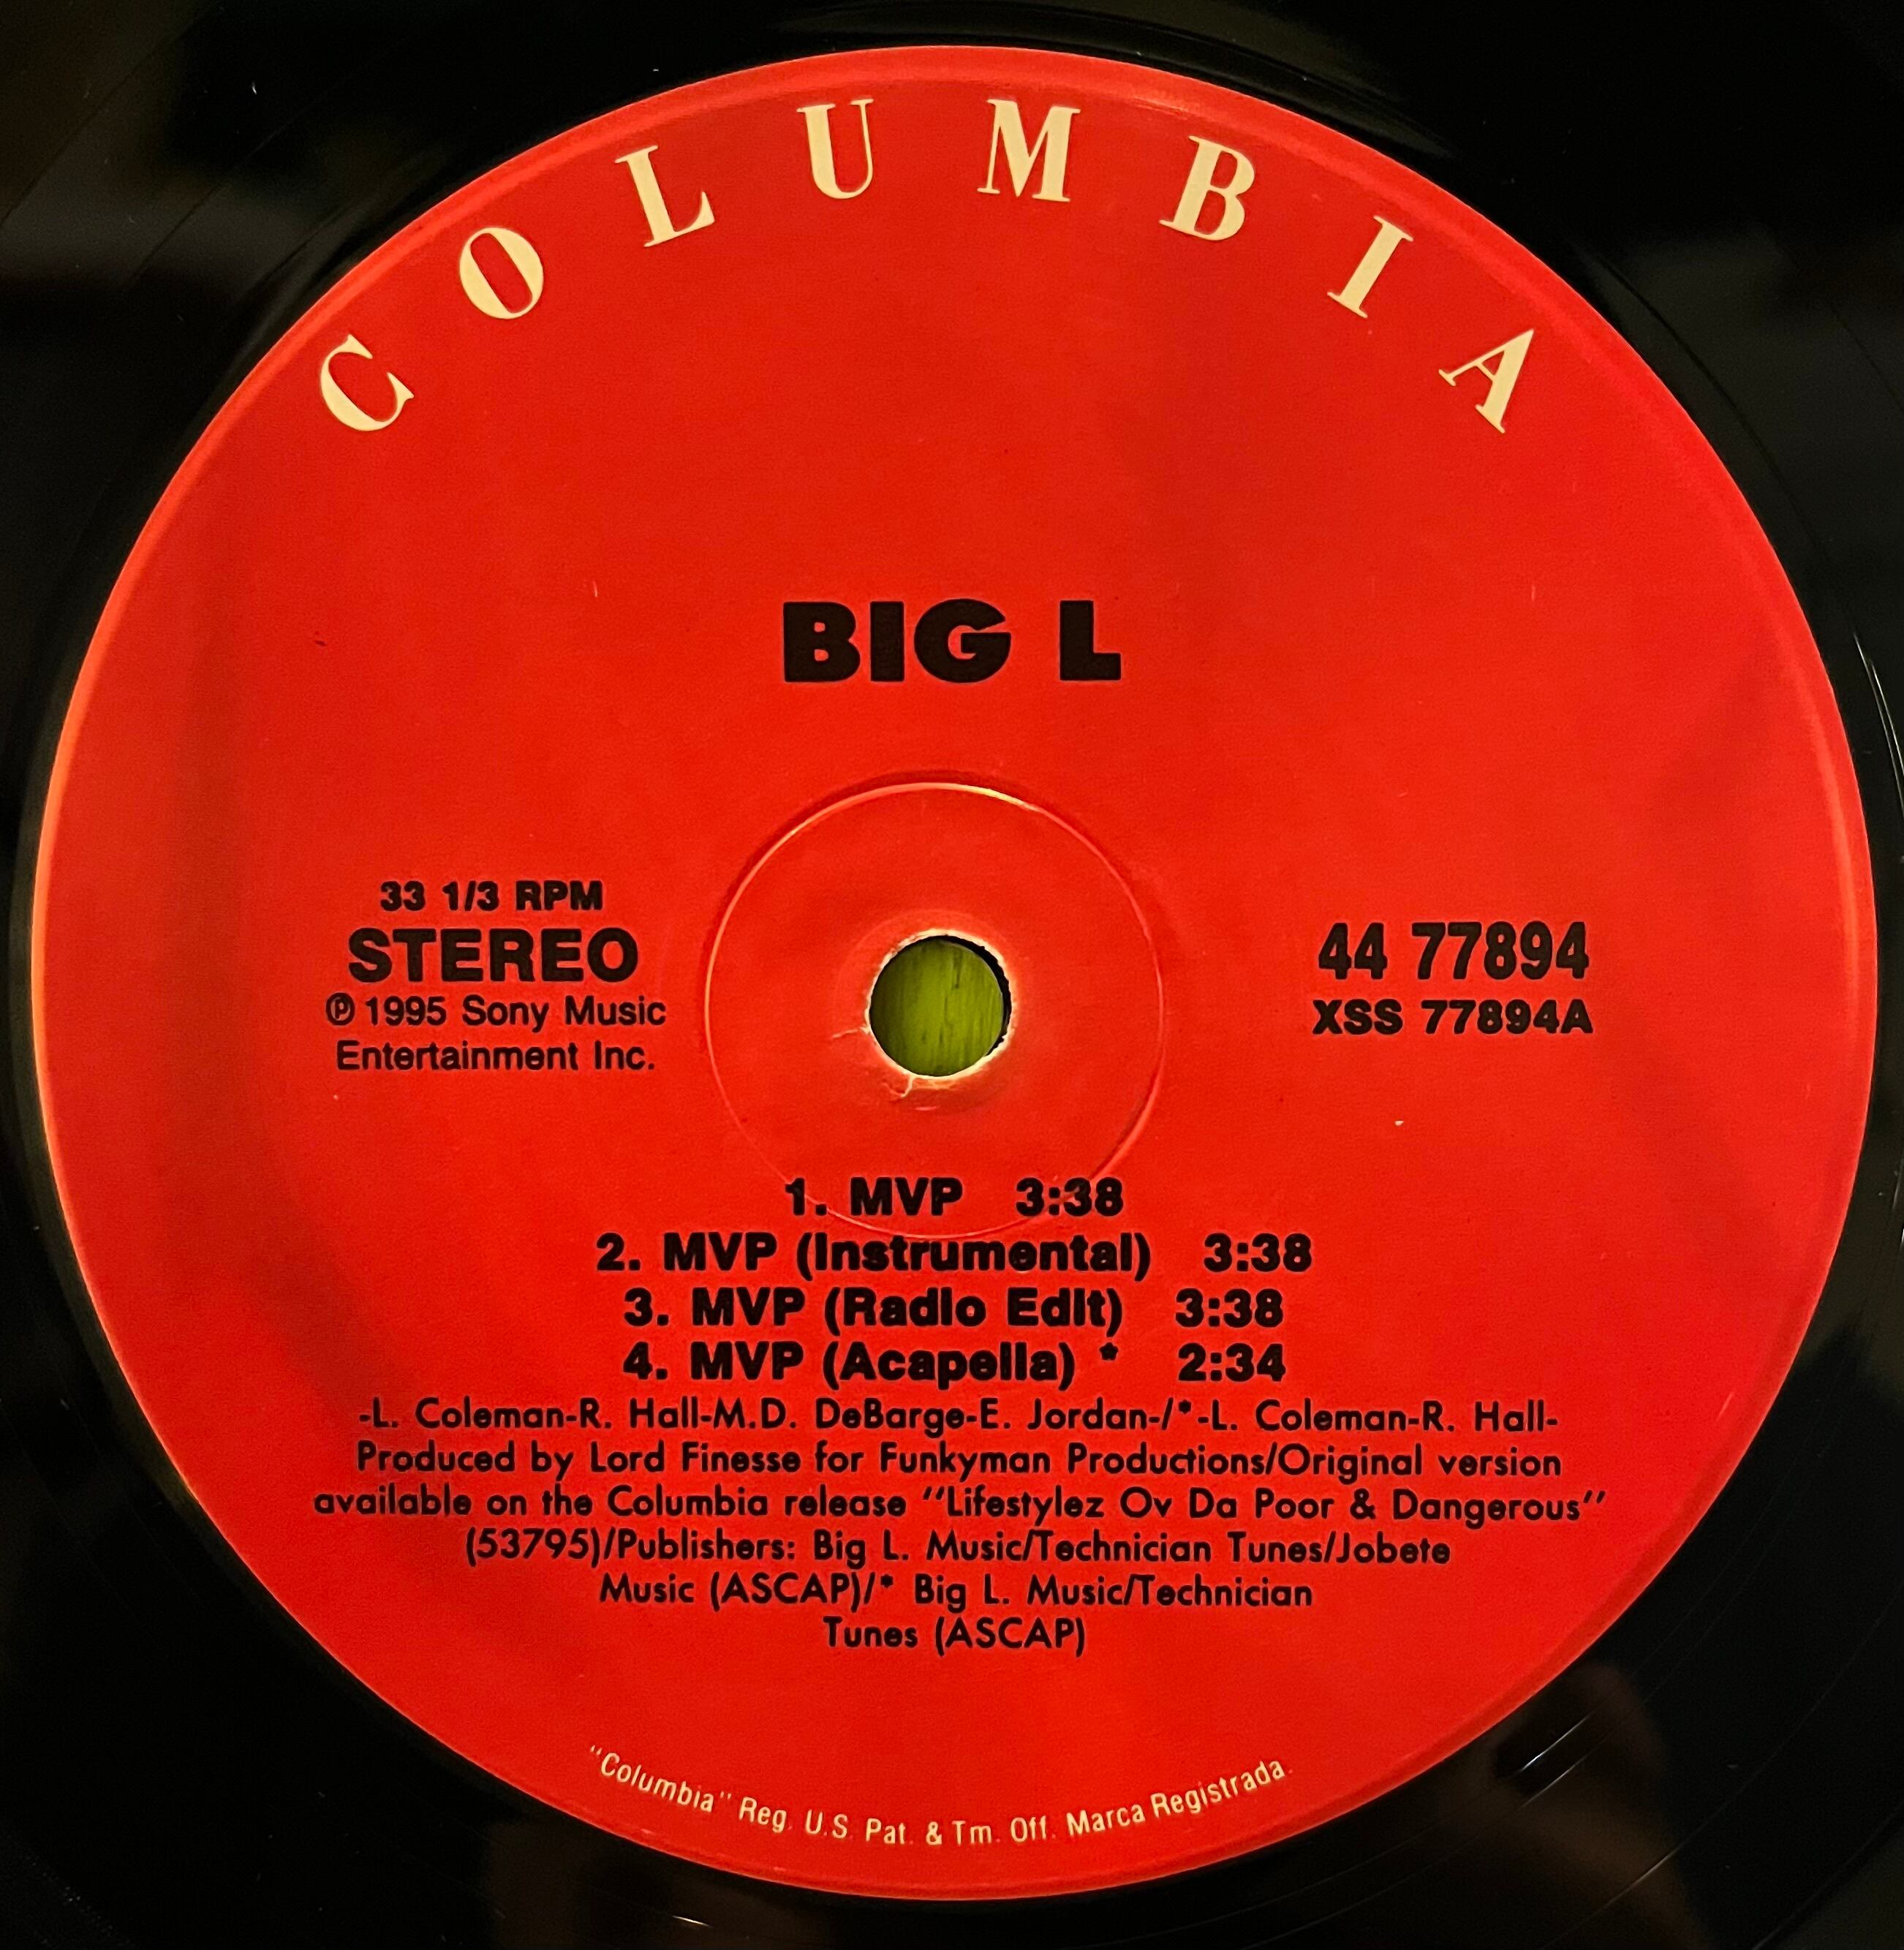 COLUMBIA
BIG L
33 1/3 RPM
STEREO
℗ 1995 Sony Music
Entertainment Inc.
44 77894
XSS 77894A
1. MVP 3:38
2. MVP (Instrumental) 3:38
3. MVP (Radio Edit) 3:38
4. MVP (Acapella) * 2:34
-L. Coleman-R. Hall-M.D. DeBarge-E. Jordan-/*-L. Coleman-R. Hall-
Produced by Lord Finesse for Funkyman Productions/Original version
available on the Columbia release "Lifestylez Ov Da Poor & Dangerous"
(53795)/Publishers: Big L. Music/Technician Tunes/Jobete
Music (ASCAP)/* Big L. Music/Technician
Tunes (ASCAP)
"Columbia" Reg. U.S. Pat. & Tm. Off. Marca Registrada.